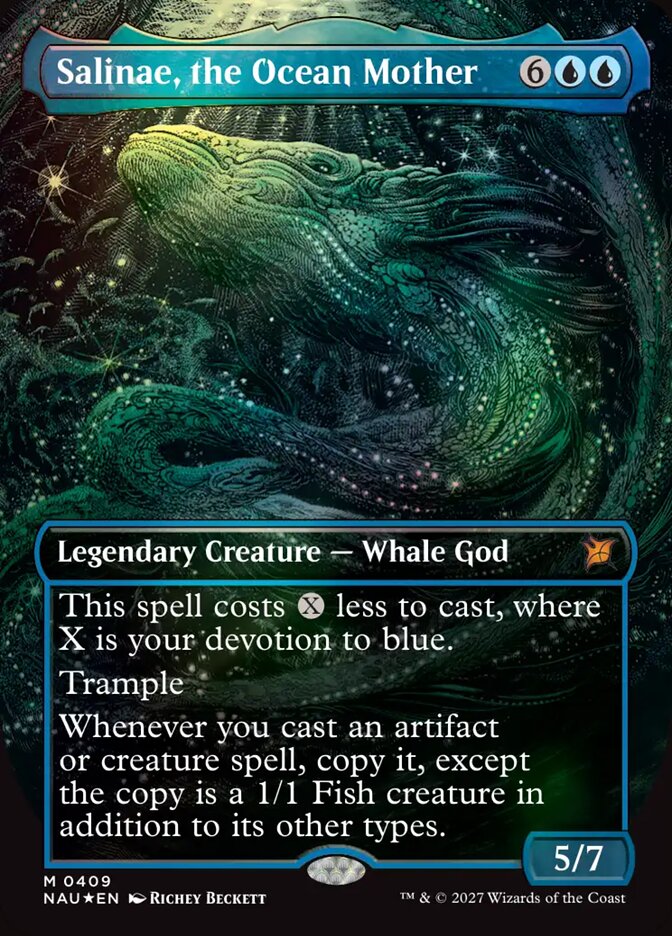 Salinae, the Ocean Mother 6
Legendary Creature — Whale God
This spell costs X less to cast, where
X is your devotion to blue.
Trample
Whenever you cast an artifact
or creature spell, copy it, except
the copy is a 1/1 Fish creature in
addition to its other types.
5/7
M 0409
NAU★EN RICHEY BECKETT
™ & © 2027 Wizards of the Coast